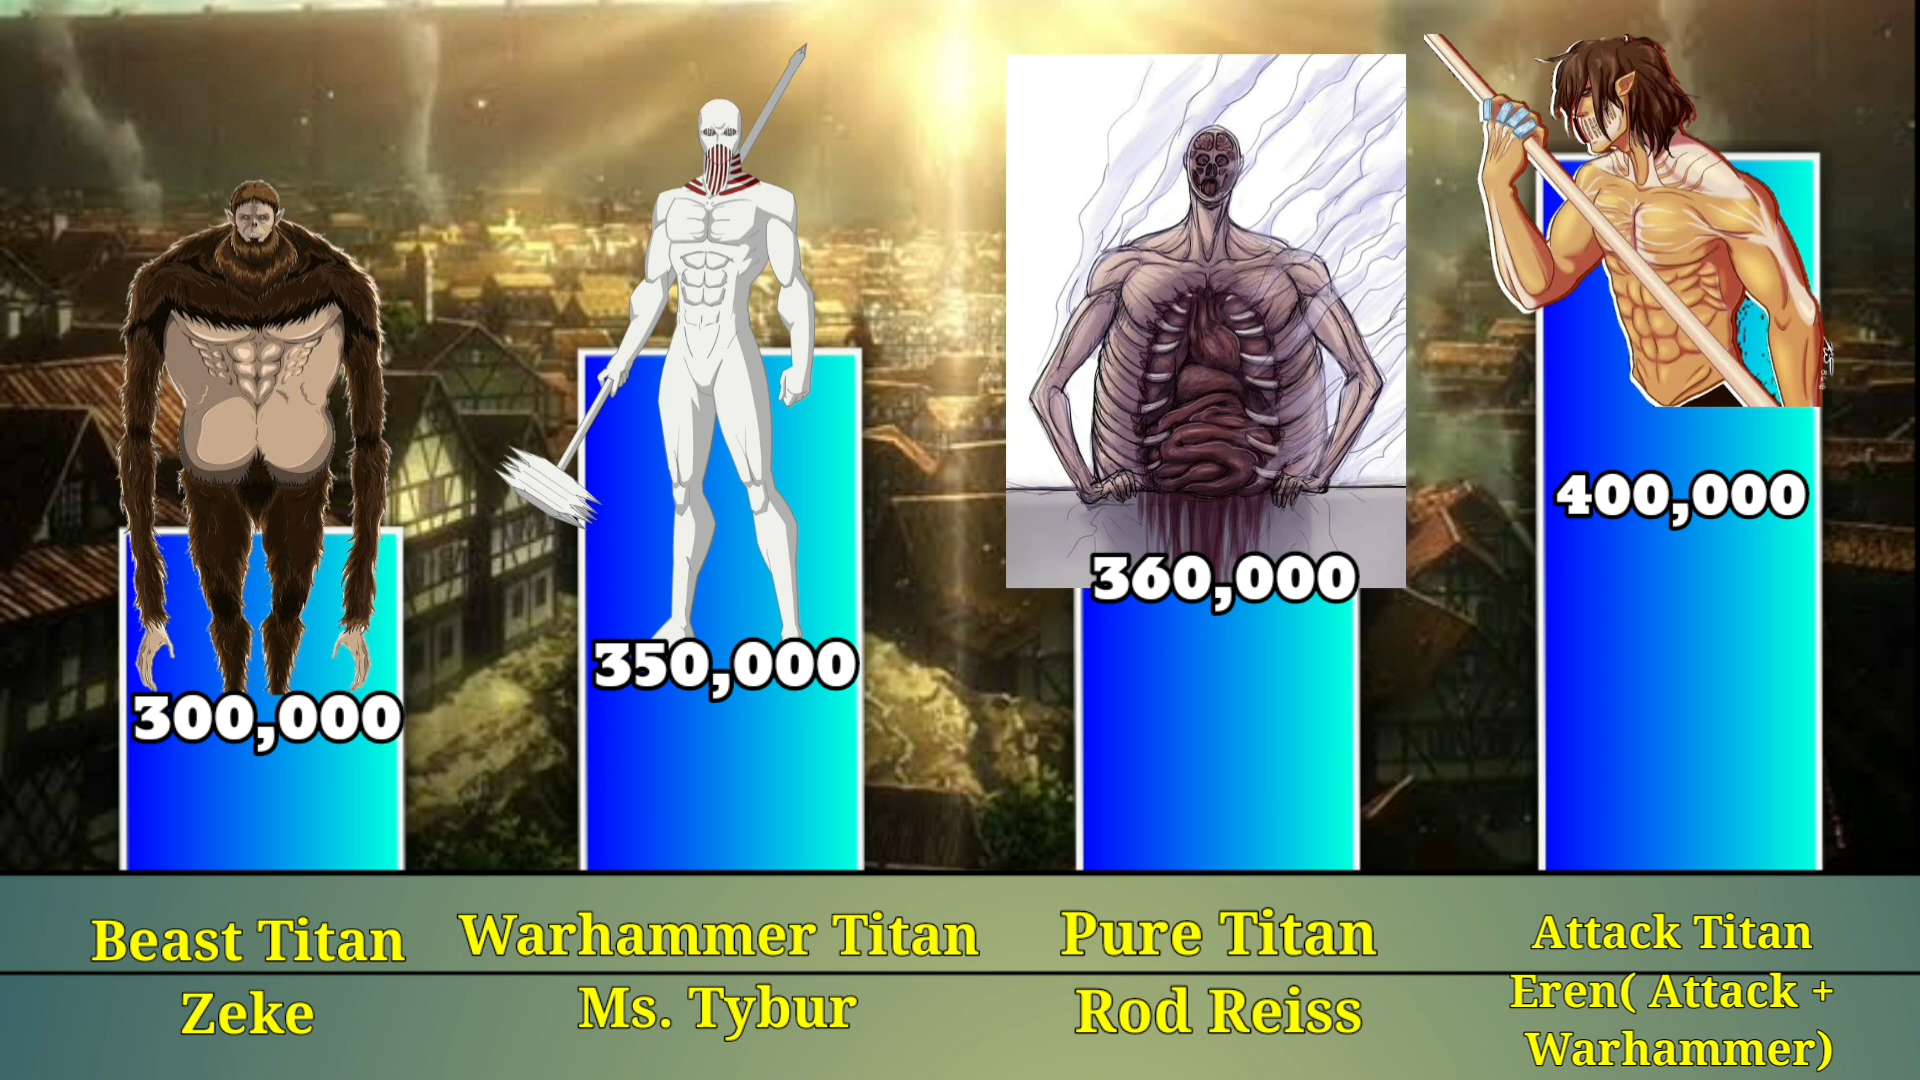 300,000
350,000
360,000
400,000
Beast Titan
Warhammer Titan
Pure Titan
Attack Titan
Zeke
Ms. Tybur
Rod Reiss
Eren( Attack +
Warhammer)